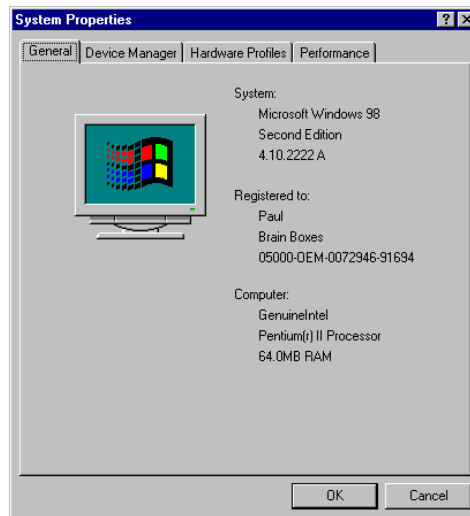 System Properties
General
Device Manager
Hardware Profiles
Performance
System:
Microsoft Windows 98
Second Edition
4.10.2222 A
Registered to:
Paul
Brain Boxes
05000-OEM-0072946-91694
Computer:
GenuineIntel
Pentium(r) II Processor
64.0MB RAM
OK
Cancel